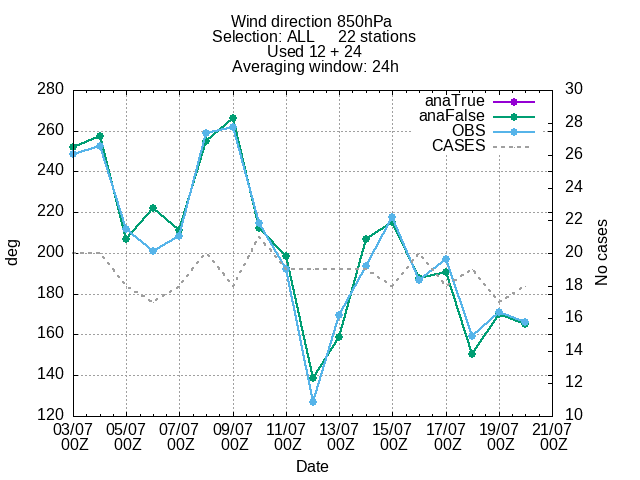 Wind direction 850hPa
Selection: ALL 22 stations
Used 12 + 24
Averaging window: 24h
280 30
anaTrue
anaFalse
OBS
CASES
260 28
26
240 24
220 22
200 20
180 18
160 16
140 14
12
120 10
deg
No cases
03/07 05/07 07/07 09/07 11/07 13/07 15/07 17/07 19/07 21/07
00Z 00Z 00Z 00Z 00Z 00Z 00Z 00Z 00Z 00Z
Date